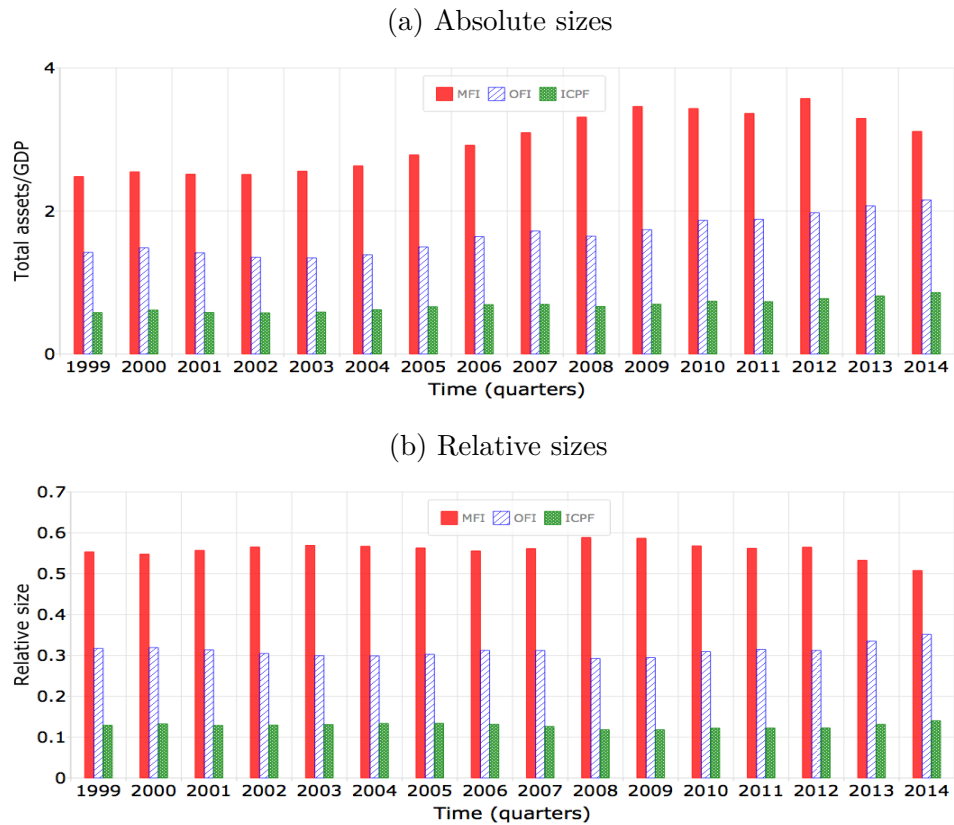 (a) Absolute sizes
4
MFI OFI ICPF
Total assets/GDP
2
0
1999 2000 2001 2002 2003 2004 2005 2006 2007 2008 2009 2010 2011 2012 2013 2014
Time (quarters)
(b) Relative sizes
0.7
MFI OFI ICPF
0.6
0.5
0.4
Relative size
0.3
0.2
0.1
0
1999 2000 2001 2002 2003 2004 2005 2006 2007 2008 2009 2010 2011 2012 2013 2014
Time (quarters)